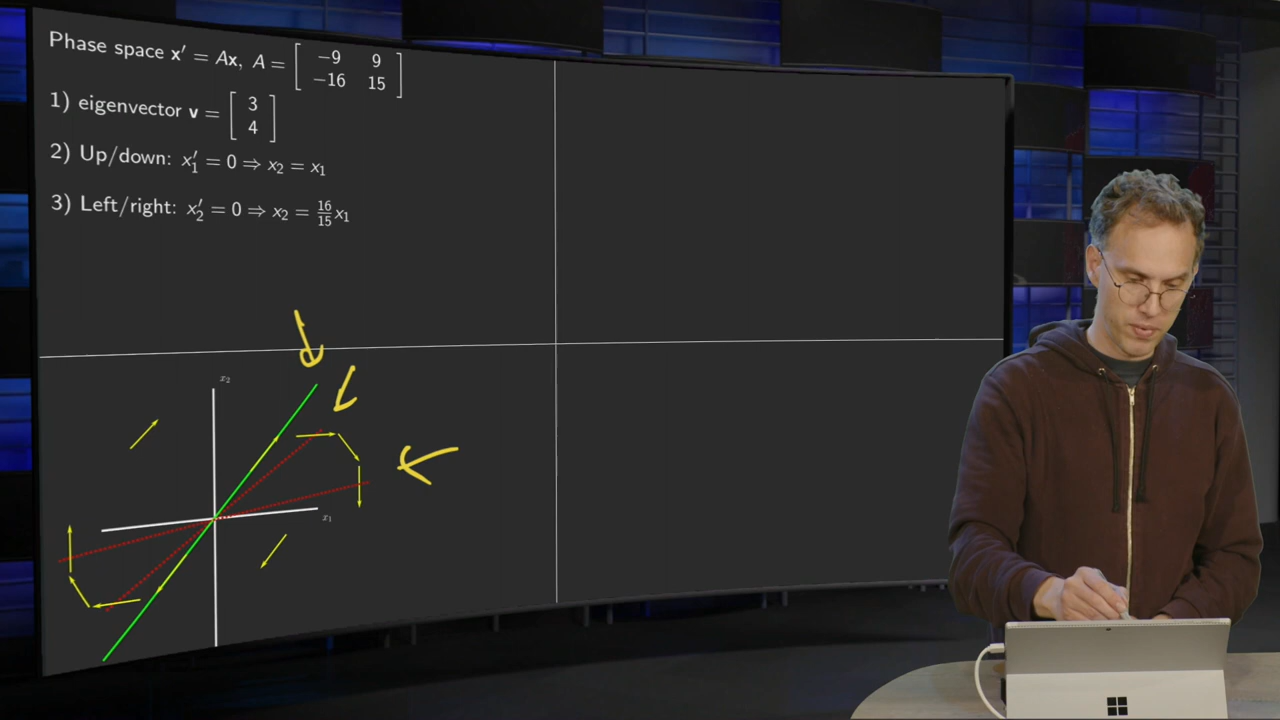 Phase space x′ = Ax, A = [ −9 9 ]
[ −16 15 ]
1) eigenvector v = [ 3 ]
[ 4 ]
2) Up/down: x′₁ = 0 ⇒ x₂ = x₁
3) Left/right: x′₂ = 0 ⇒ x₂ = 16/15 x₁
x₂
x₁